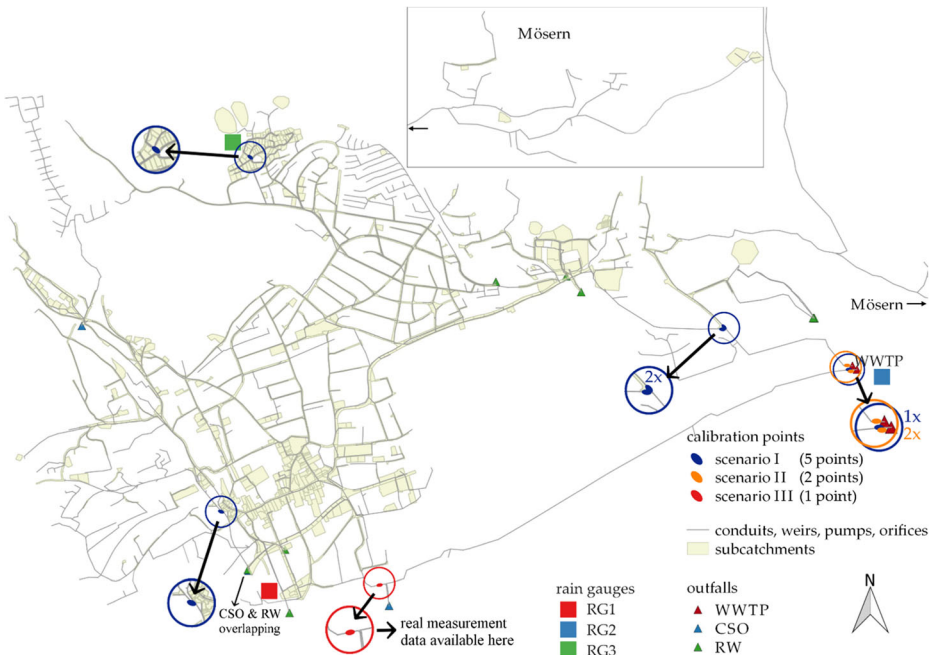 Mösern
Mösern
WWTP
2x
1x
2x
calibration points
scenario I (5 points)
scenario II (2 points)
scenario III (1 point)
conduits, weirs, pumps, orifices
subcatchments
CSO & RW
overlapping
real measurement
data available here
rain gauges
RG1
RG2
RG3
outfalls
WWTP
CSO
RW
N